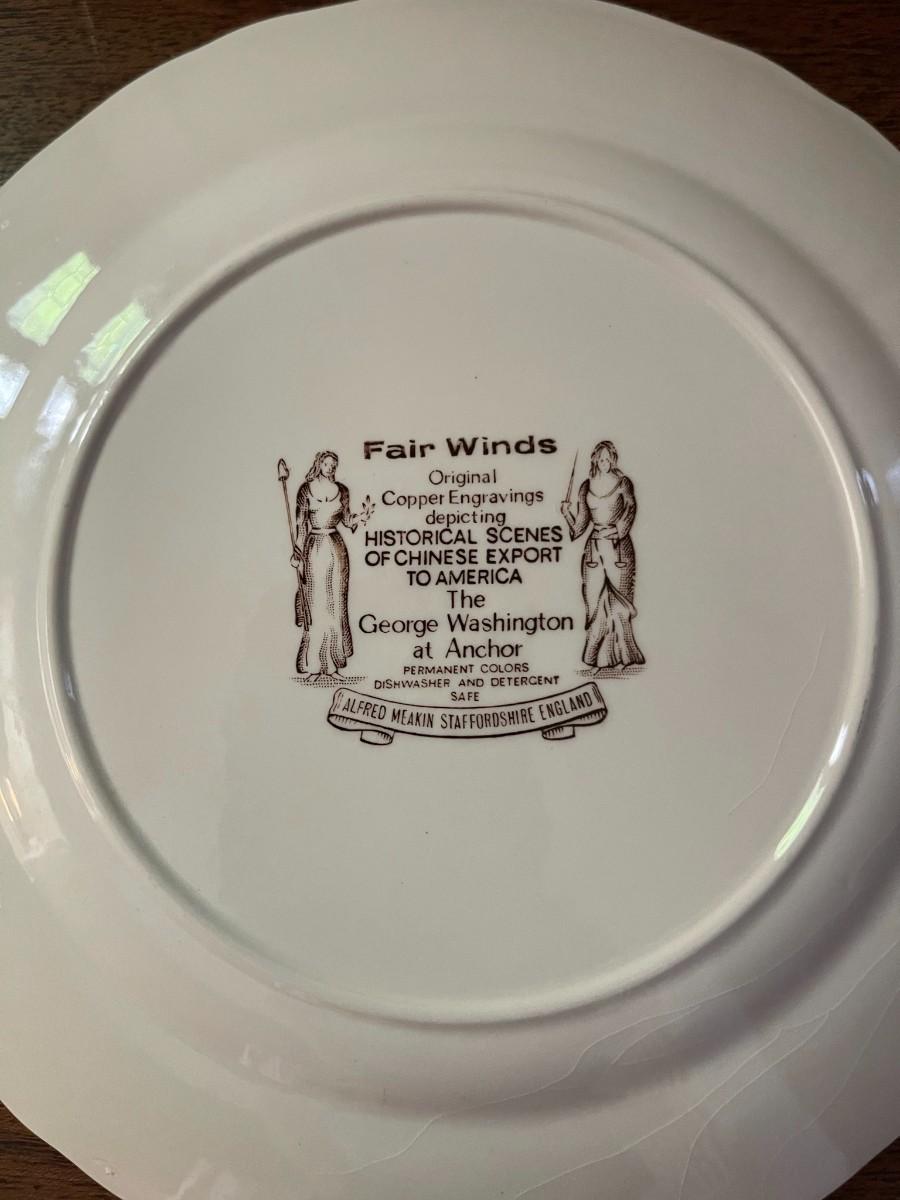 Fair Winds
Original
Copper Engravings
depicting
HISTORICAL SCENES
OF CHINESE EXPORT
TO AMERICA
The
George Washington
at Anchor
PERMANENT COLORS
DISHWASHER AND DETERGENT
SAFE
ALFRED MEAKIN STAFFORDSHIRE ENGLAND